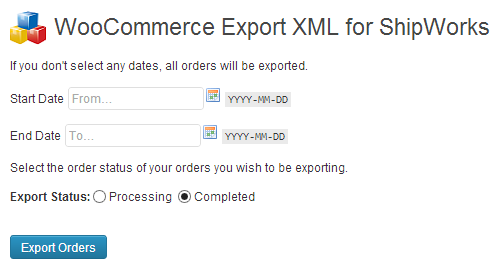 WooCommerce Export XML for ShipWorks
If you don't select any dates, all orders will be exported.
Start Date From... YYYY-MM-DD
End Date To... YYYY-MM-DD
Select the order status of your orders you wish to be exporting.
Export Status: Processing Completed
Export Orders